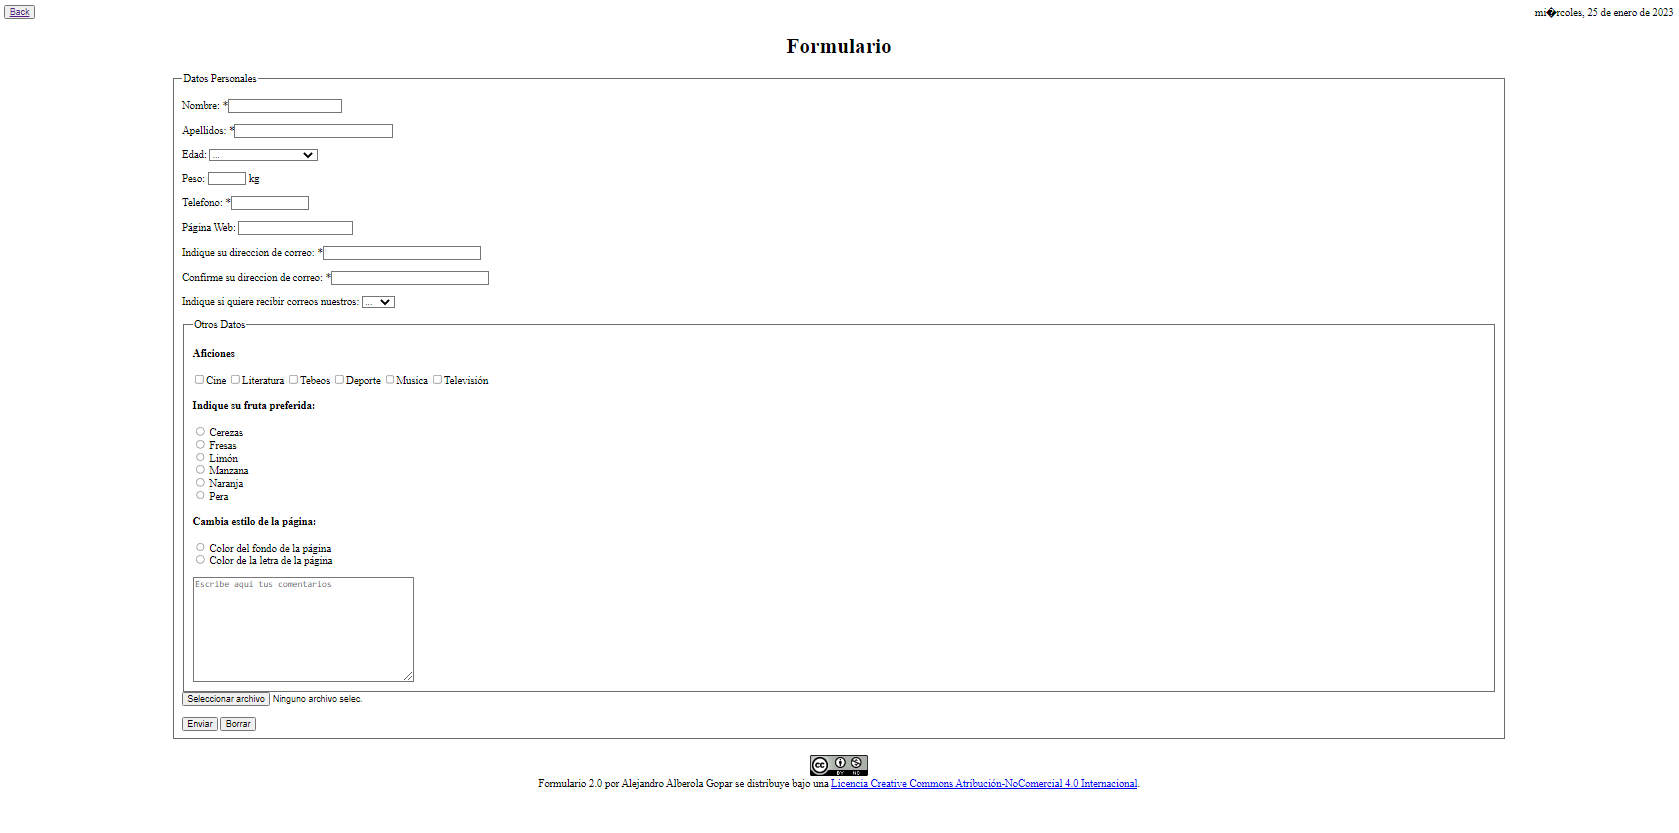 Back
mi�rcoles, 25 de enero de 2023
Formulario
Datos Personales
Nombre: *
Apellidos: *
Edad: ...
Peso: kg
Telefono: *
Página Web:
Indique su direccion de correo: *
Confirme su direccion de correo: *
Indique si quiere recibir correos nuestros: ...
Otros Datos
Aficiones
Cine Literatura Tebeos Deporte Musica Televisión
Indique su fruta preferida:
Cerezas
Fresas
Limón
Manzana
Naranja
Pera
Cambia estilo de la página:
Color del fondo de la página
Color de la letra de la página
Escribe aquí tus comentarios
Seleccionar archivo Ninguno archivo selec.
Enviar Borrar
cc BY NC
Formulario 2.0 por Alejandro Alberola Gopar se distribuye bajo una Licencia Creative Commons Atribución-NoComercial 4.0 Internacional.